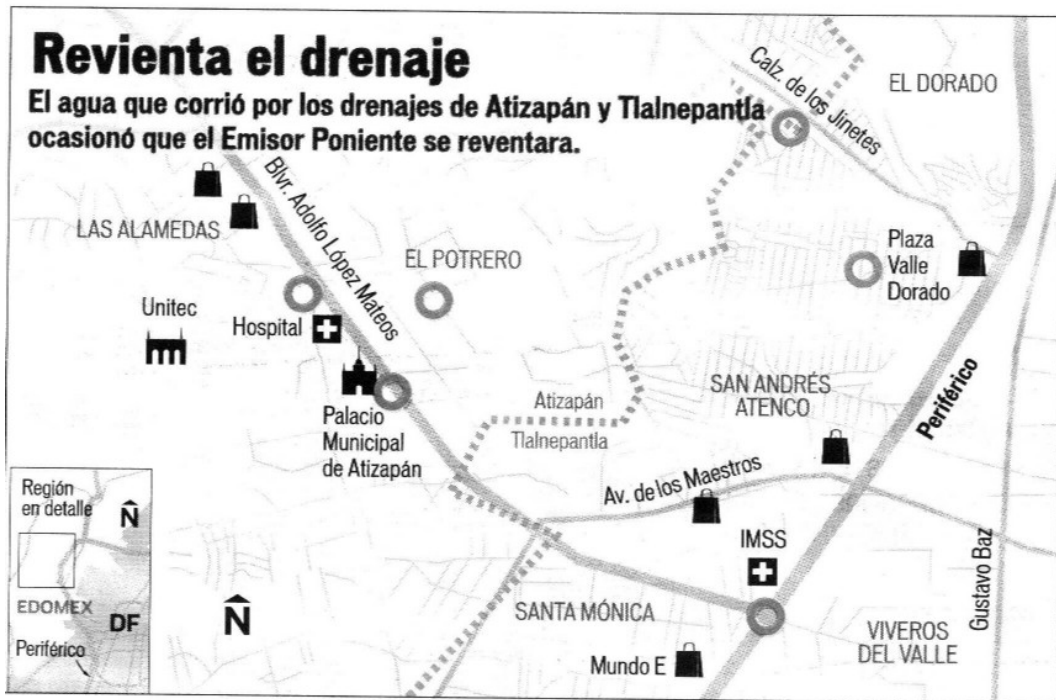 Revienta el drenaje
El agua que corrió por los drenajes de Atizapán y Tlalnepantla
ocasionó que el Emisor Poniente se reventara.
Calz. de los Jinetes
EL DORADO
LAS ALAMEDAS
Blvr. Adolfo López Mateos
EL POTRERO
Plaza
Valle
Dorado
Unitec
Hospital
Palacio
Municipal
de Atizapán
Atizapán
Tlalnepantla
SAN ANDRÉS
ATENCO
Periférico
Av. de los Maestros
Gustavo Baz
IMSS
SANTA MÓNICA
VIVEROS
DEL VALLE
Mundo E
N
Región
en detalle
N
EDOMEX
DF
Periférico